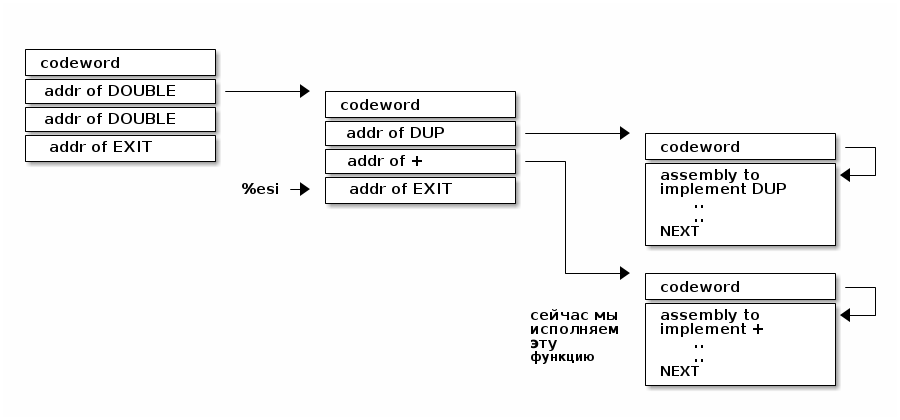 codeword
addr of DOUBLE
addr of DOUBLE
addr of EXIT
%esi
codeword
addr of DUP
addr of +
addr of EXIT
codeword
assembly to
implement DUP
..
..
NEXT
сейчас мы
исполняем
эту
функцию
codeword
assembly to
implement +
..
..
NEXT